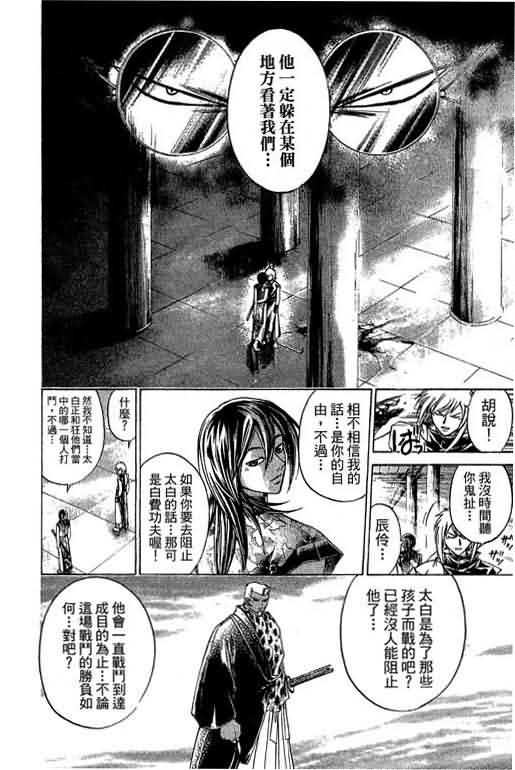 他一定躲在某個
地方看著我們…
胡說！
ばっ
我沒時間聽
你鬼扯…
辰伶…
相不相信我的
話…是你的自
由，不過…
如果你要去阻止
太白的話…那可
是白費功夫喔！
什麼？
然我不知道…太
白正和狂他們當
中的哪一個人打
鬥，不過…
太白是為了那些
孩子而戰的吧？
已經沒人能阻止
他了…
他會一直戰鬥到達
成目的為止…不論
這場戰鬥的勝負如
何…對吧？